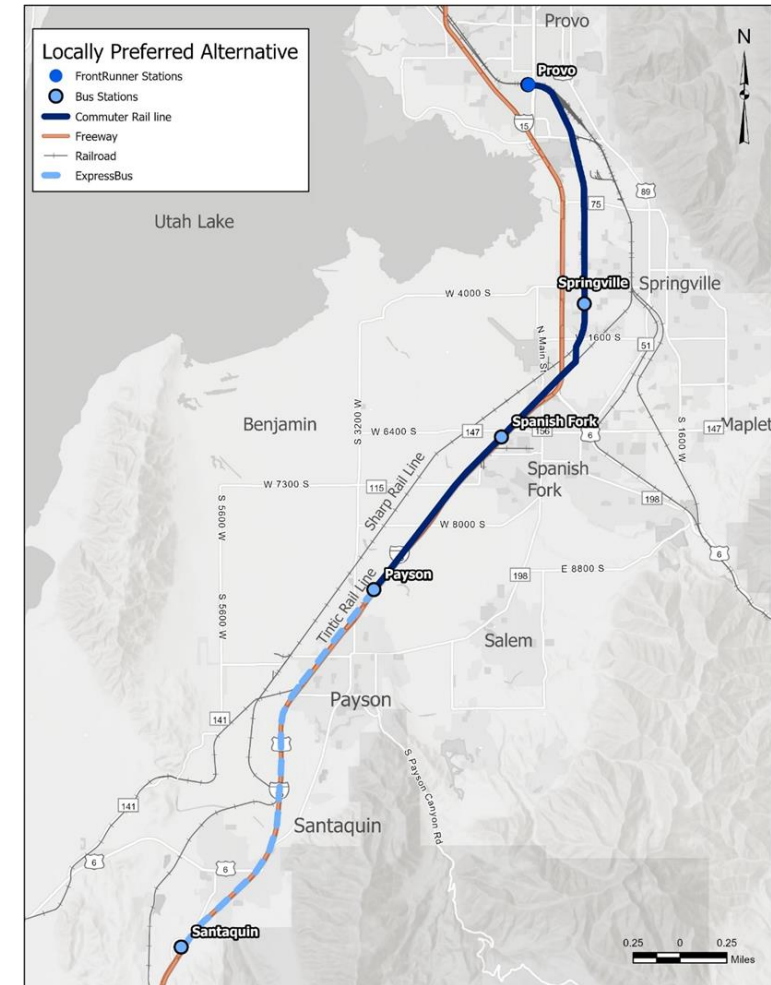 Locally Preferred Alternative
FrontRunner Stations
Bus Stations
Commuter Rail line
Freeway
Railroad
ExpressBus
Provo
N
Provo
15
Utah Lake
89
75
Springville
Springville
W 4000 S
1600 S
N Main St
51
S 3200 W
Benjamin
W 6400 S
147
Spanish Fork
156
6
S 1600 W
147
Maplet
Spanish
Fork
W 7300 S
115
Sharp Rail Line
198
S 5600 W
W 8000 S
6
Payson
E 8800 S
198
Tintic Rail Line
S 5600 W
Salem
Payson
141
S Payson Canyon Rd
141
Santaquin
6
6
Santaquin
0.25 0 0.25
Miles